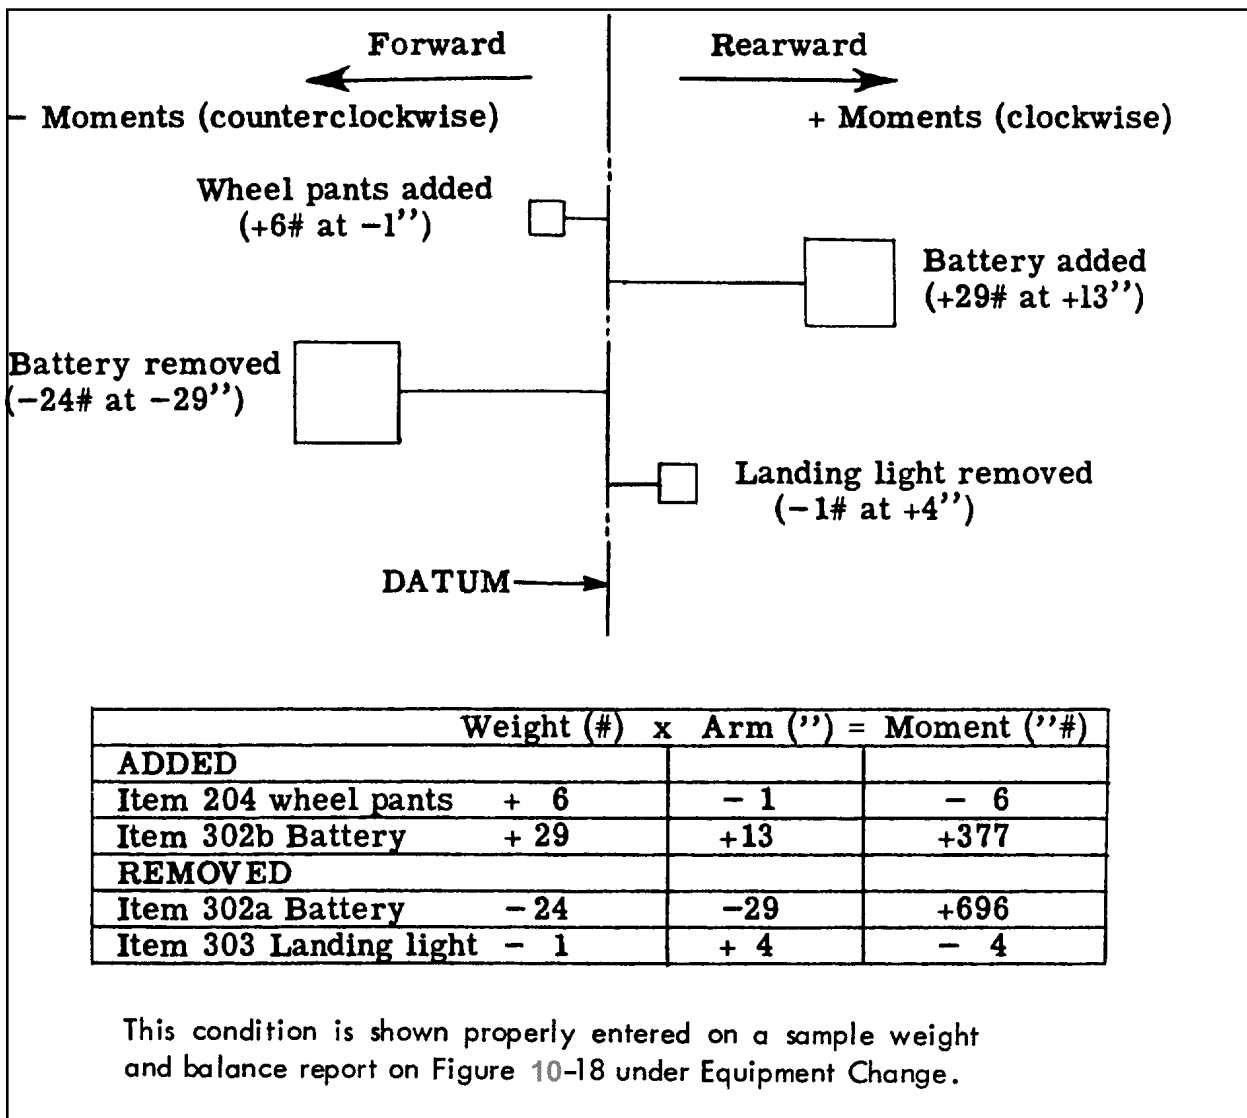 Forward
Rearward
− Moments (counterclockwise)
+ Moments (clockwise)
Wheel pants added
(+6# at −1’’)
Battery added
(+29# at +13’’)
Battery removed
(−24# at −29’’)
Landing light removed
(−1# at +4’’)
DATUM
Weight (#) x Arm (’’) = Moment (’’#)
ADDED
Item 204 wheel pants + 6 − 1 − 6
Item 302b Battery + 29 +13 +377
REMOVED
Item 302a Battery −24 −29 +696
Item 303 Landing light − 1 + 4 − 4
This condition is shown properly entered on a sample weight
and balance report on Figure 10-18 under Equipment Change.